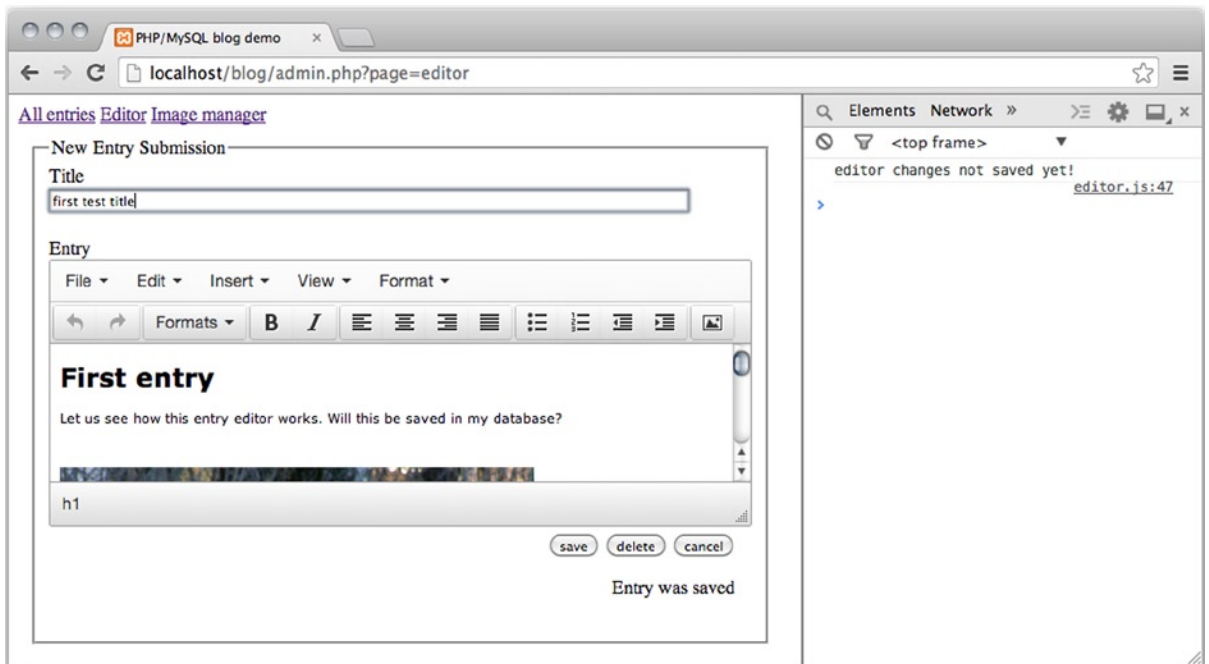 PHP/MySQL blog demo
localhost/blog/admin.php?page=editor
All entries Editor Image manager
New Entry Submission
Title
first test title
Entry
File Edit Insert View Format
Formats B I
First entry
Let us see how this entry editor works. Will this be saved in my database?
h1
save delete cancel
Entry was saved
Elements Network »
<top frame>
editor changes not saved yet!
editor.js:47